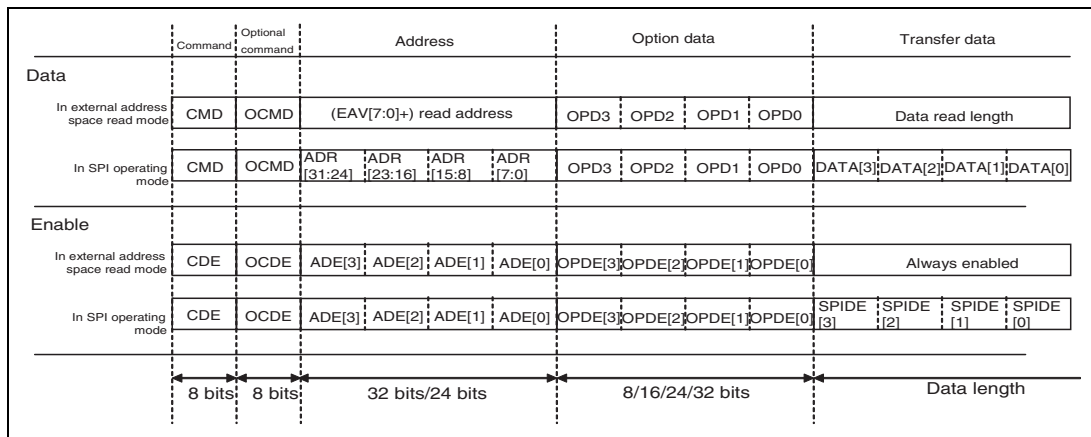 Command Optional command Address Option data Transfer data
Data
In external address space read mode CMD OCMD (EAV[7:0]+) read address OPD3 OPD2 OPD1 OPD0 Data read length
In SPI operating mode CMD OCMD ADR [31:24] ADR [23:16] ADR [15:8] ADR [7:0] OPD3 OPD2 OPD1 OPD0 DATA[3] DATA[2] DATA[1] DATA[0]
Enable
In external address space read mode CDE OCDE ADE[3] ADE[2] ADE[1] ADE[0] OPDE[3] OPDE[2] OPDE[1] OPDE[0] Always enabled
In SPI operating mode CDE OCDE ADE[3] ADE[2] ADE[1] ADE[0] OPDE[3] OPDE[2] OPDE[1] OPDE[0] SPIDE [3] SPIDE [2] SPIDE [1] SPIDE [0]
8 bits 8 bits 32 bits/24 bits 8/16/24/32 bits Data length